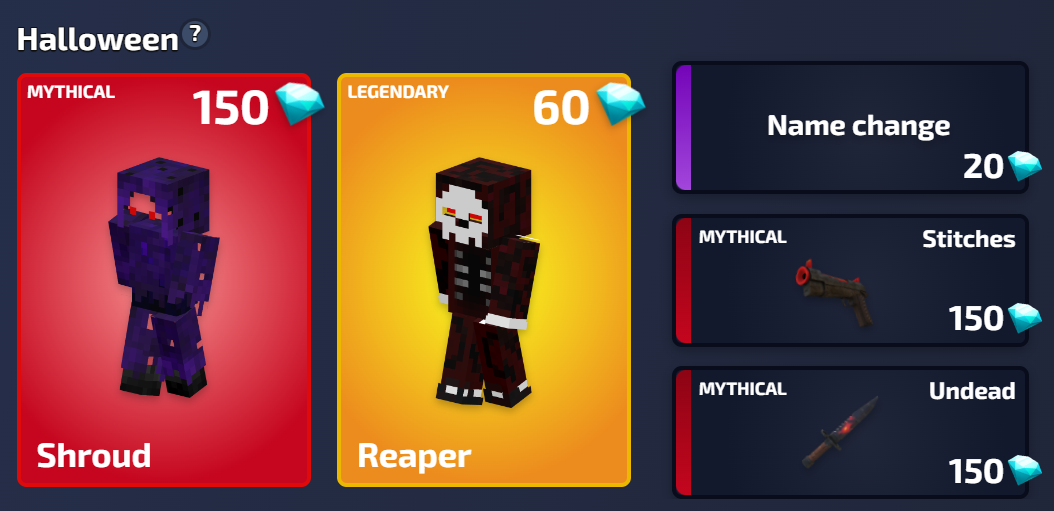 Halloween ?
MYTHICAL
150
Shroud
LEGENDARY
60
Reaper
Name change
20
MYTHICAL
Stitches
150
MYTHICAL
Undead
150